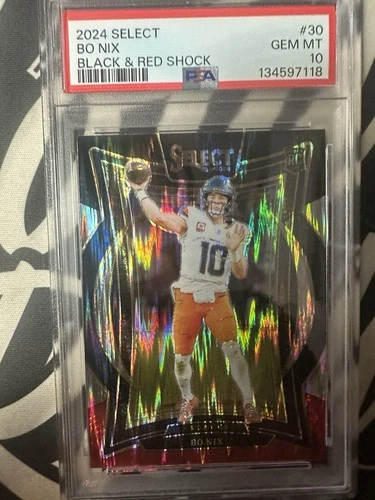 2024 SELECT #30
BO NIX GEM MT
BLACK & RED SHOCK 10
PSA 134597118
SELECT
RC
10
BO NIX